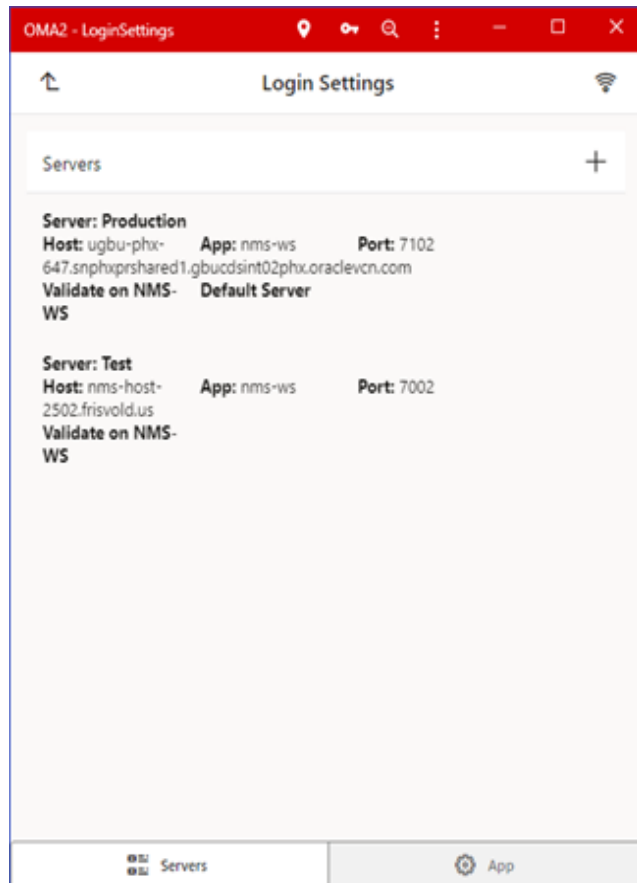 OMA2 - LoginSettings
Login Settings
Servers
Server: Production
Host: ugbu-phx- App: nms-ws Port: 7102
647.snphxprshared1.gbucdsint02phx.oraclevcn.com
Validate on NMS- Default Server
WS
Server: Test
Host: nms-host- App: nms-ws Port: 7002
2502.frisvold.us
Validate on NMS-
WS
Servers App